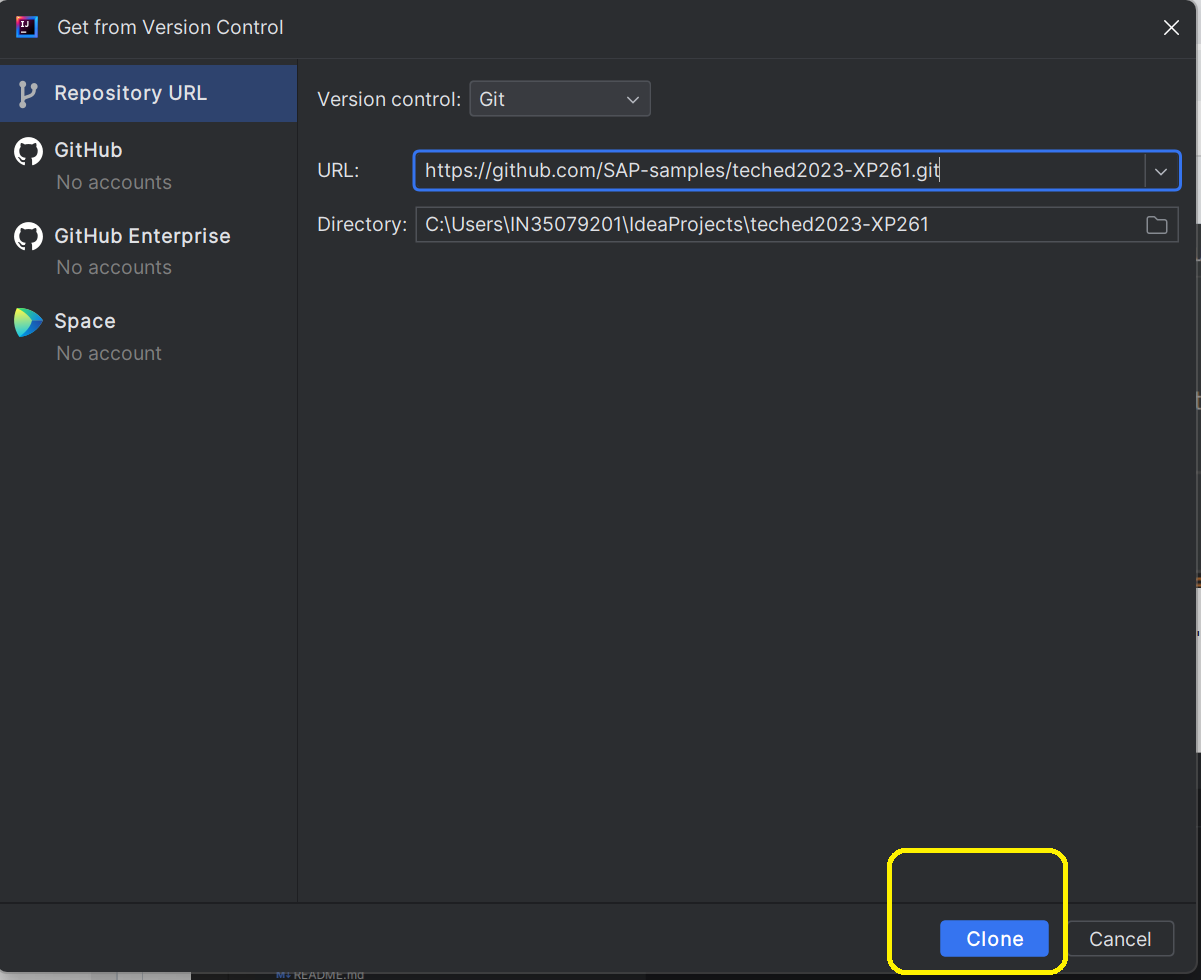 IJ
Get from Version Control
Repository URL
GitHub
No accounts
GitHub Enterprise
No accounts
Space
No account
Version control: Git
URL: https://github.com/SAP-samples/teched2023-XP261.git
Directory: C:\Users\IN35079201\IdeaProjects\teched2023-XP261
Clone Cancel
M↓ README.md